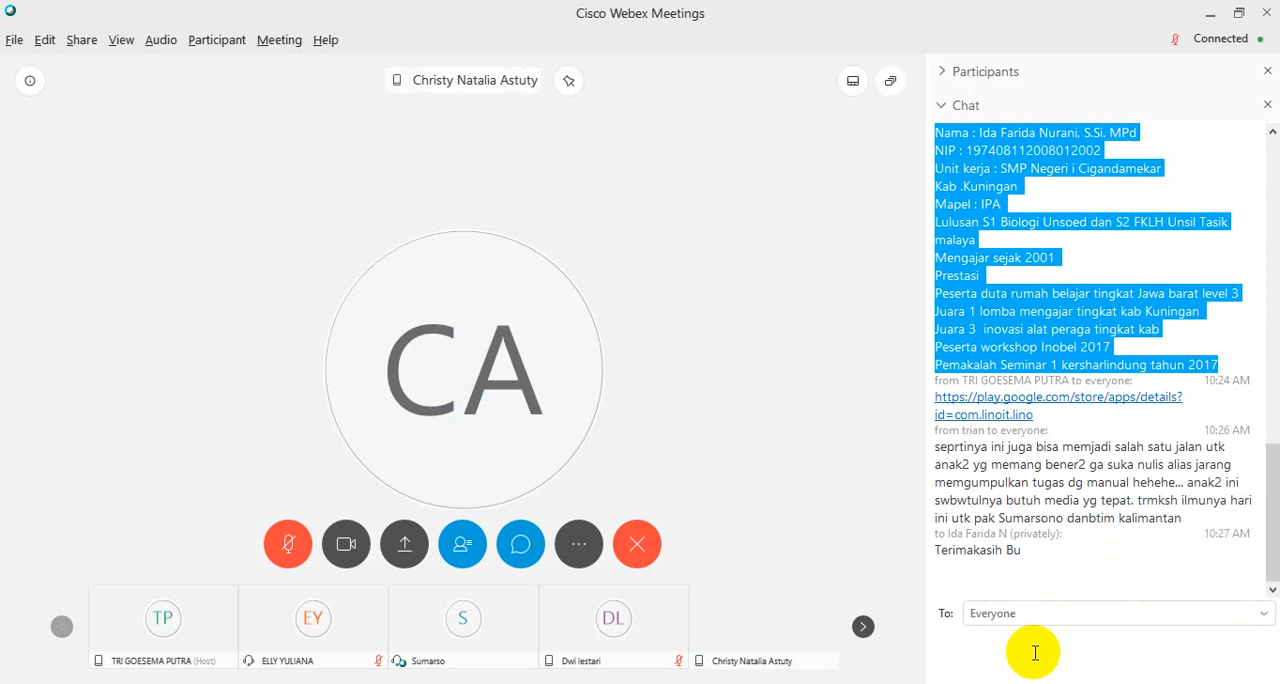 Cisco Webex Meetings
File Edit Share View Audio Participant Meeting Help
Connected
Christy Natalia Astuty
CA
TP
TRI GOESEMA PUTRA (Host)
EY
ELLY YULIANA
S
Sumarso
DL
Dwi lestari
Christy Natalia Astuty
Participants
Chat
Nama : Ida Farida Nurani, S.Si. MPd
NIP : 197408112008012002
Unit kerja : SMP Negeri i Cigandamekar
Kab .Kuningan
Mapel : IPA
Lulusan S1 Biologi Unsoed dan S2 FKLH Unsil Tasik
malaya
Mengajar sejak 2001
Prestasi
Peserta duta rumah belajar tingkat Jawa barat level 3
Juara 1 lomba mengajar tingkat kab Kuningan
Juara 3 inovasi alat peraga tingkat kab
Peserta workshop Inobel 2017
Pemakalah Seminar 1 kersharlindung tahun 2017
from TRI GOESEMA PUTRA to everyone: 10:24 AM
https://play.google.com/store/apps/details?
id=com.linoit.lino
from trian to everyone: 10:26 AM
seprtinya ini juga bisa memjadi salah satu jalan utk
anak2 yg memang bener2 ga suka nulis alias jarang
memgumpulkan tugas dg manual hehehe... anak2 ini
swbwtulnya butuh media yg tepat. trmksh ilmunya hari
ini utk pak Sumarsono danbtim kalimantan
to Ida Farida N (privately): 10:27 AM
Terimakasih Bu
To: Everyone